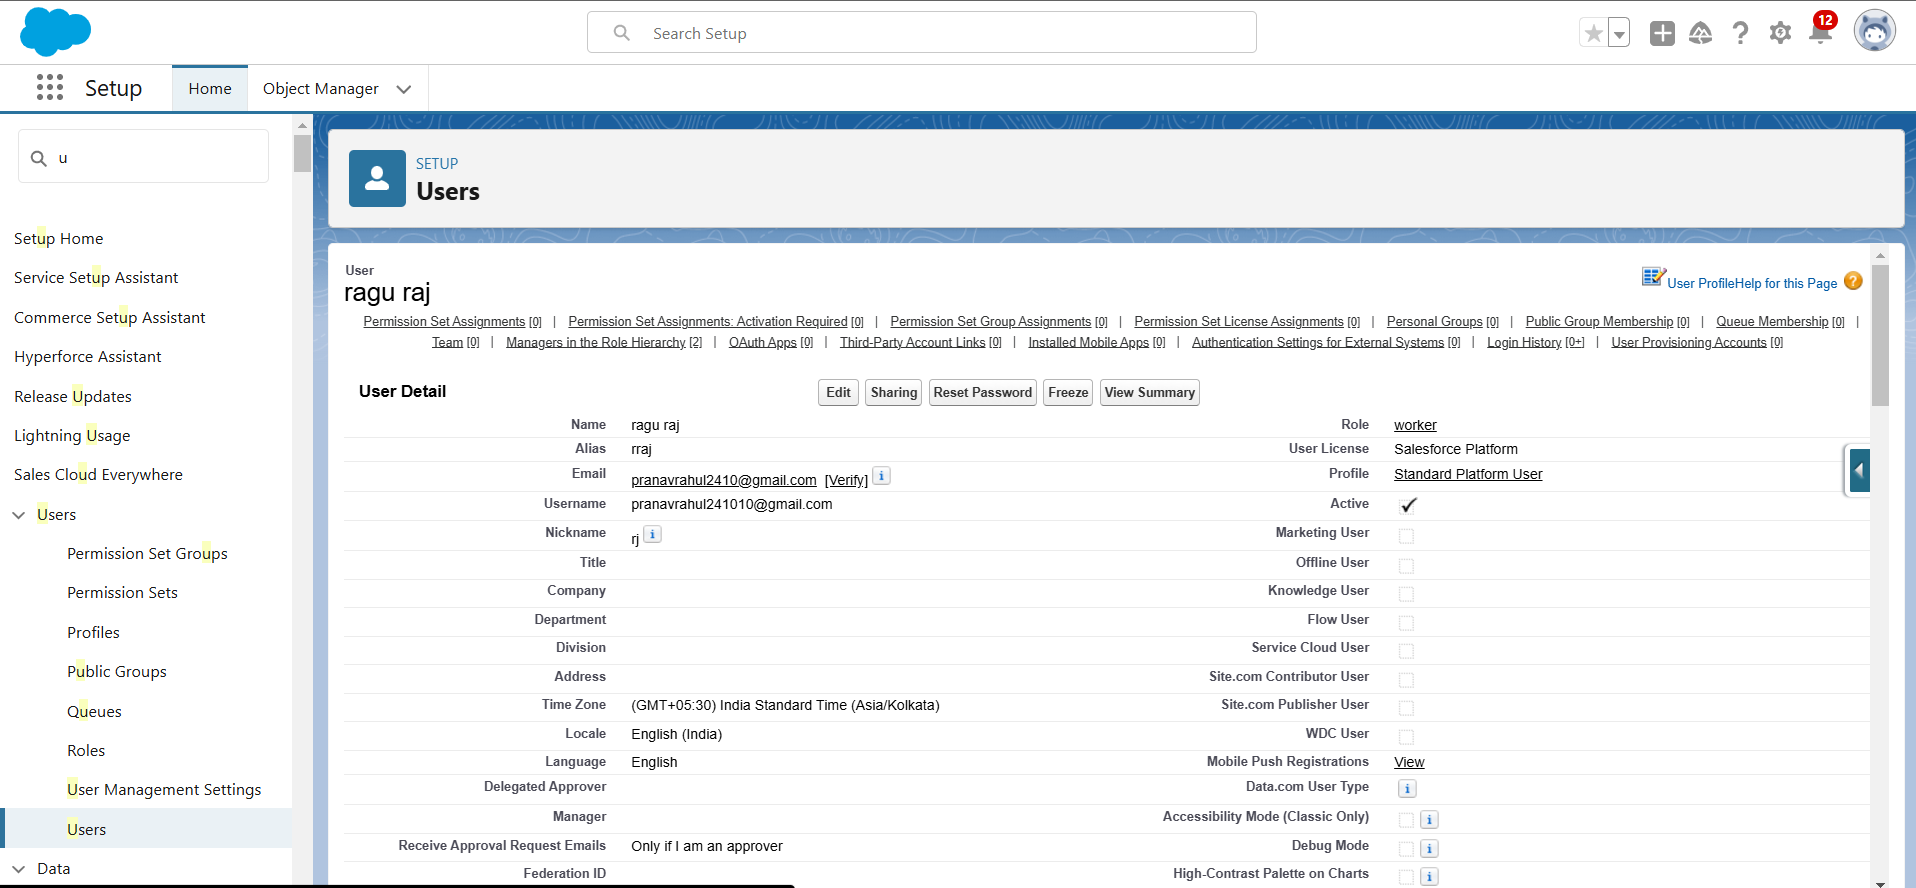 Search Setup
12
Setup
Home
Object Manager
u
Setup Home
Service Setup Assistant
Commerce Setup Assistant
Hyperforce Assistant
Release Updates
Lightning Usage
Sales Cloud Everywhere
Users
Permission Set Groups
Permission Sets
Profiles
Public Groups
Queues
Roles
User Management Settings
Users
Data
SETUP
Users
User
ragu raj
User Profile Help for this Page
Permission Set Assignments [0] | Permission Set Assignments: Activation Required [0] | Permission Set Group Assignments [0] | Permission Set License Assignments [0] | Personal Groups [0] | Public Group Membership [0] | Queue Membership [0] |
Team [0] | Managers in the Role Hierarchy [2] | OAuth Apps [0] | Third-Party Account Links [0] | Installed Mobile Apps [0] | Authentication Settings for External Systems [0] | Login History [0+] | User Provisioning Accounts [0]
User Detail
Edit Sharing Reset Password Freeze View Summary
Name ragu raj Role worker
Alias rraj User License Salesforce Platform
Email pranavrahul2410@gmail.com [Verify] i Profile Standard Platform User
Username pranavrahul241010@gmail.com Active
Nickname rj i Marketing User
Title Offline User
Company Knowledge User
Department Flow User
Division Service Cloud User
Address Site.com Contributor User
Time Zone (GMT+05:30) India Standard Time (Asia/Kolkata) Site.com Publisher User
Locale English (India) WDC User
Language English Mobile Push Registrations View
Delegated Approver Data.com User Type i
Manager Accessibility Mode (Classic Only) i
Receive Approval Request Emails Only if I am an approver Debug Mode i
Federation ID High-Contrast Palette on Charts i